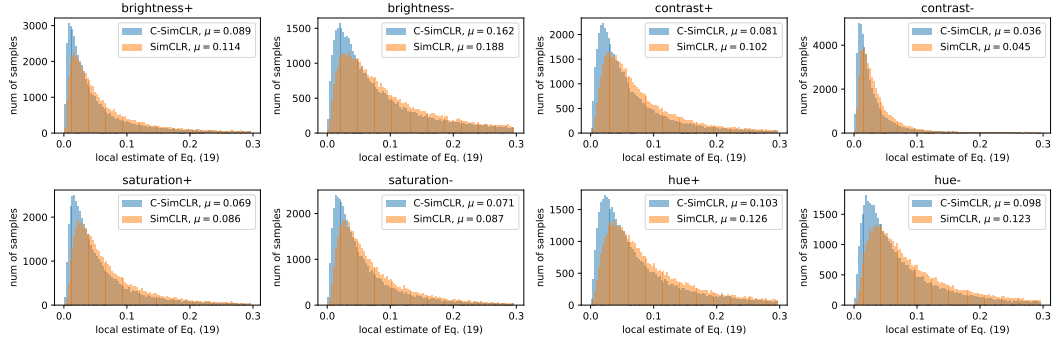 brightness+
num of samples
3000
2000
1000
0
C-SimCLR, μ = 0.089
SimCLR, μ = 0.114
0.0 0.1 0.2 0.3
local estimate of Eq. (19)
brightness-
num of samples
1500
1000
500
0
C-SimCLR, μ = 0.162
SimCLR, μ = 0.188
0.0 0.1 0.2 0.3
local estimate of Eq. (19)
contrast+
num of samples
2000
1500
1000
500
0
C-SimCLR, μ = 0.081
SimCLR, μ = 0.102
0.0 0.1 0.2 0.3
local estimate of Eq. (19)
contrast-
num of samples
4000
2000
0
C-SimCLR, μ = 0.036
SimCLR, μ = 0.045
0.0 0.1 0.2 0.3
local estimate of Eq. (19)
saturation+
num of samples
2000
1000
0
C-SimCLR, μ = 0.069
SimCLR, μ = 0.086
0.0 0.1 0.2 0.3
local estimate of Eq. (19)
saturation-
num of samples
2000
1000
0
C-SimCLR, μ = 0.071
SimCLR, μ = 0.087
0.0 0.1 0.2 0.3
local estimate of Eq. (19)
hue+
num of samples
1500
1000
500
0
C-SimCLR, μ = 0.103
SimCLR, μ = 0.126
0.0 0.1 0.2 0.3
local estimate of Eq. (19)
hue-
num of samples
1500
1000
500
0
C-SimCLR, μ = 0.098
SimCLR, μ = 0.123
0.0 0.1 0.2 0.3
local estimate of Eq. (19)